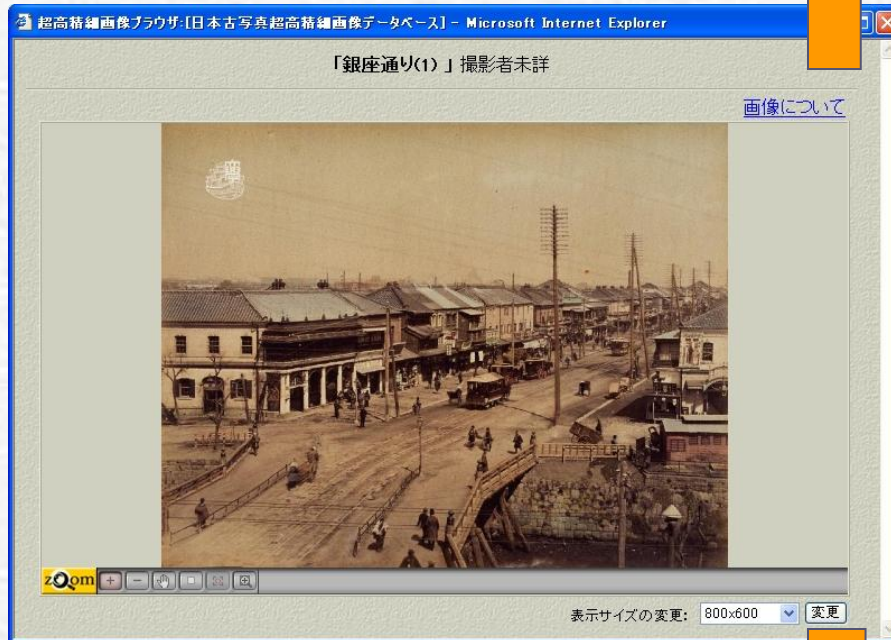 超高精細画像ブラウザ:[日本古写真超高精細画像データベース] - Microsoft Internet Explorer
「銀座通り(1) 」撮影者未詳
画像について
zoom
表示サイズの変更: 800x600 変更